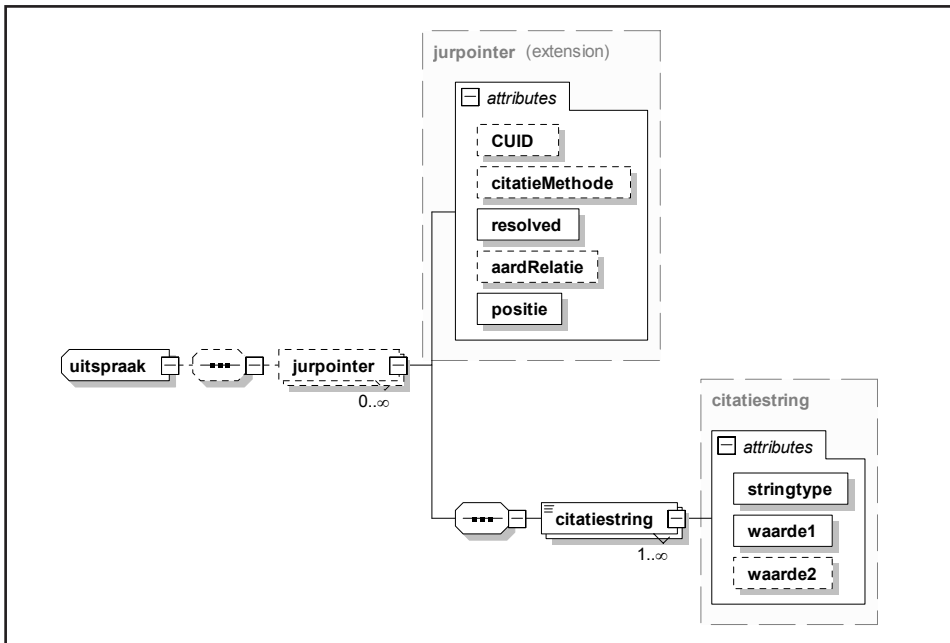 jurpointer (extension)
attributes
CUID
citatieMethode
resolved
aardRelatie
positie
uitspraak
jurpointer
0..∞
citatiestring
attributes
stringtype
waarde1
waarde2
citatiestring
1..∞